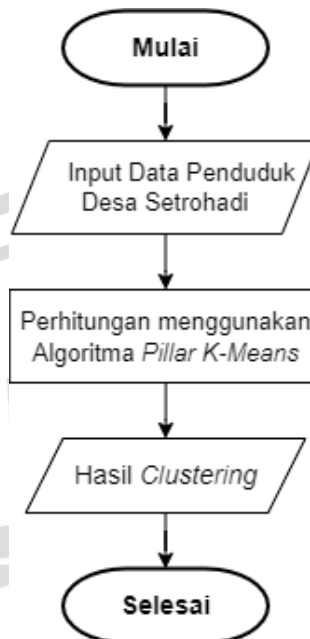 Mulai
Input Data Penduduk
Desa Setrohadi
Perhitungan menggunakan
Algoritma Pillar K-Means
Hasil Clustering
Selesai